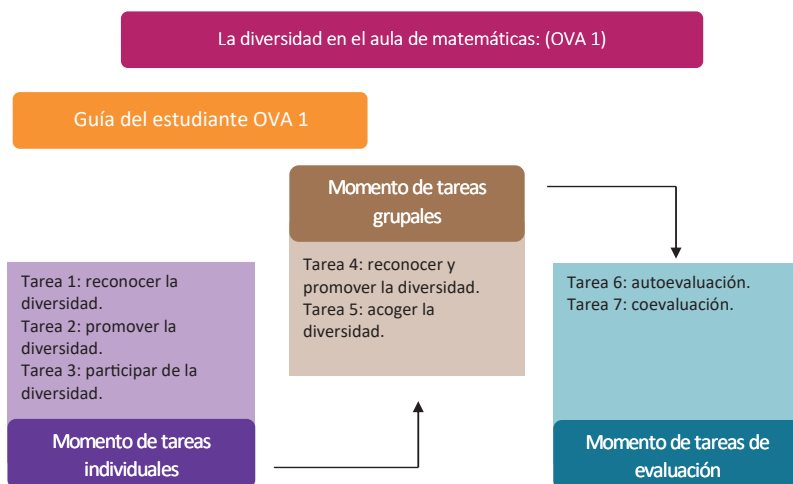 La diversidad en el aula de matemáticas: (OVA 1)
Guía del estudiante OVA 1
Tarea 1: reconocer la
diversidad.
Tarea 2: promover la
diversidad.
Tarea 3: participar de la
diversidad.
Momento de tareas
individuales
Momento de tareas
grupales
Tarea 4: reconocer y
promover la diversidad.
Tarea 5: acoger la
diversidad.
Tarea 6: autoevaluación.
Tarea 7: coevaluación.
Momento de tareas de
evaluación